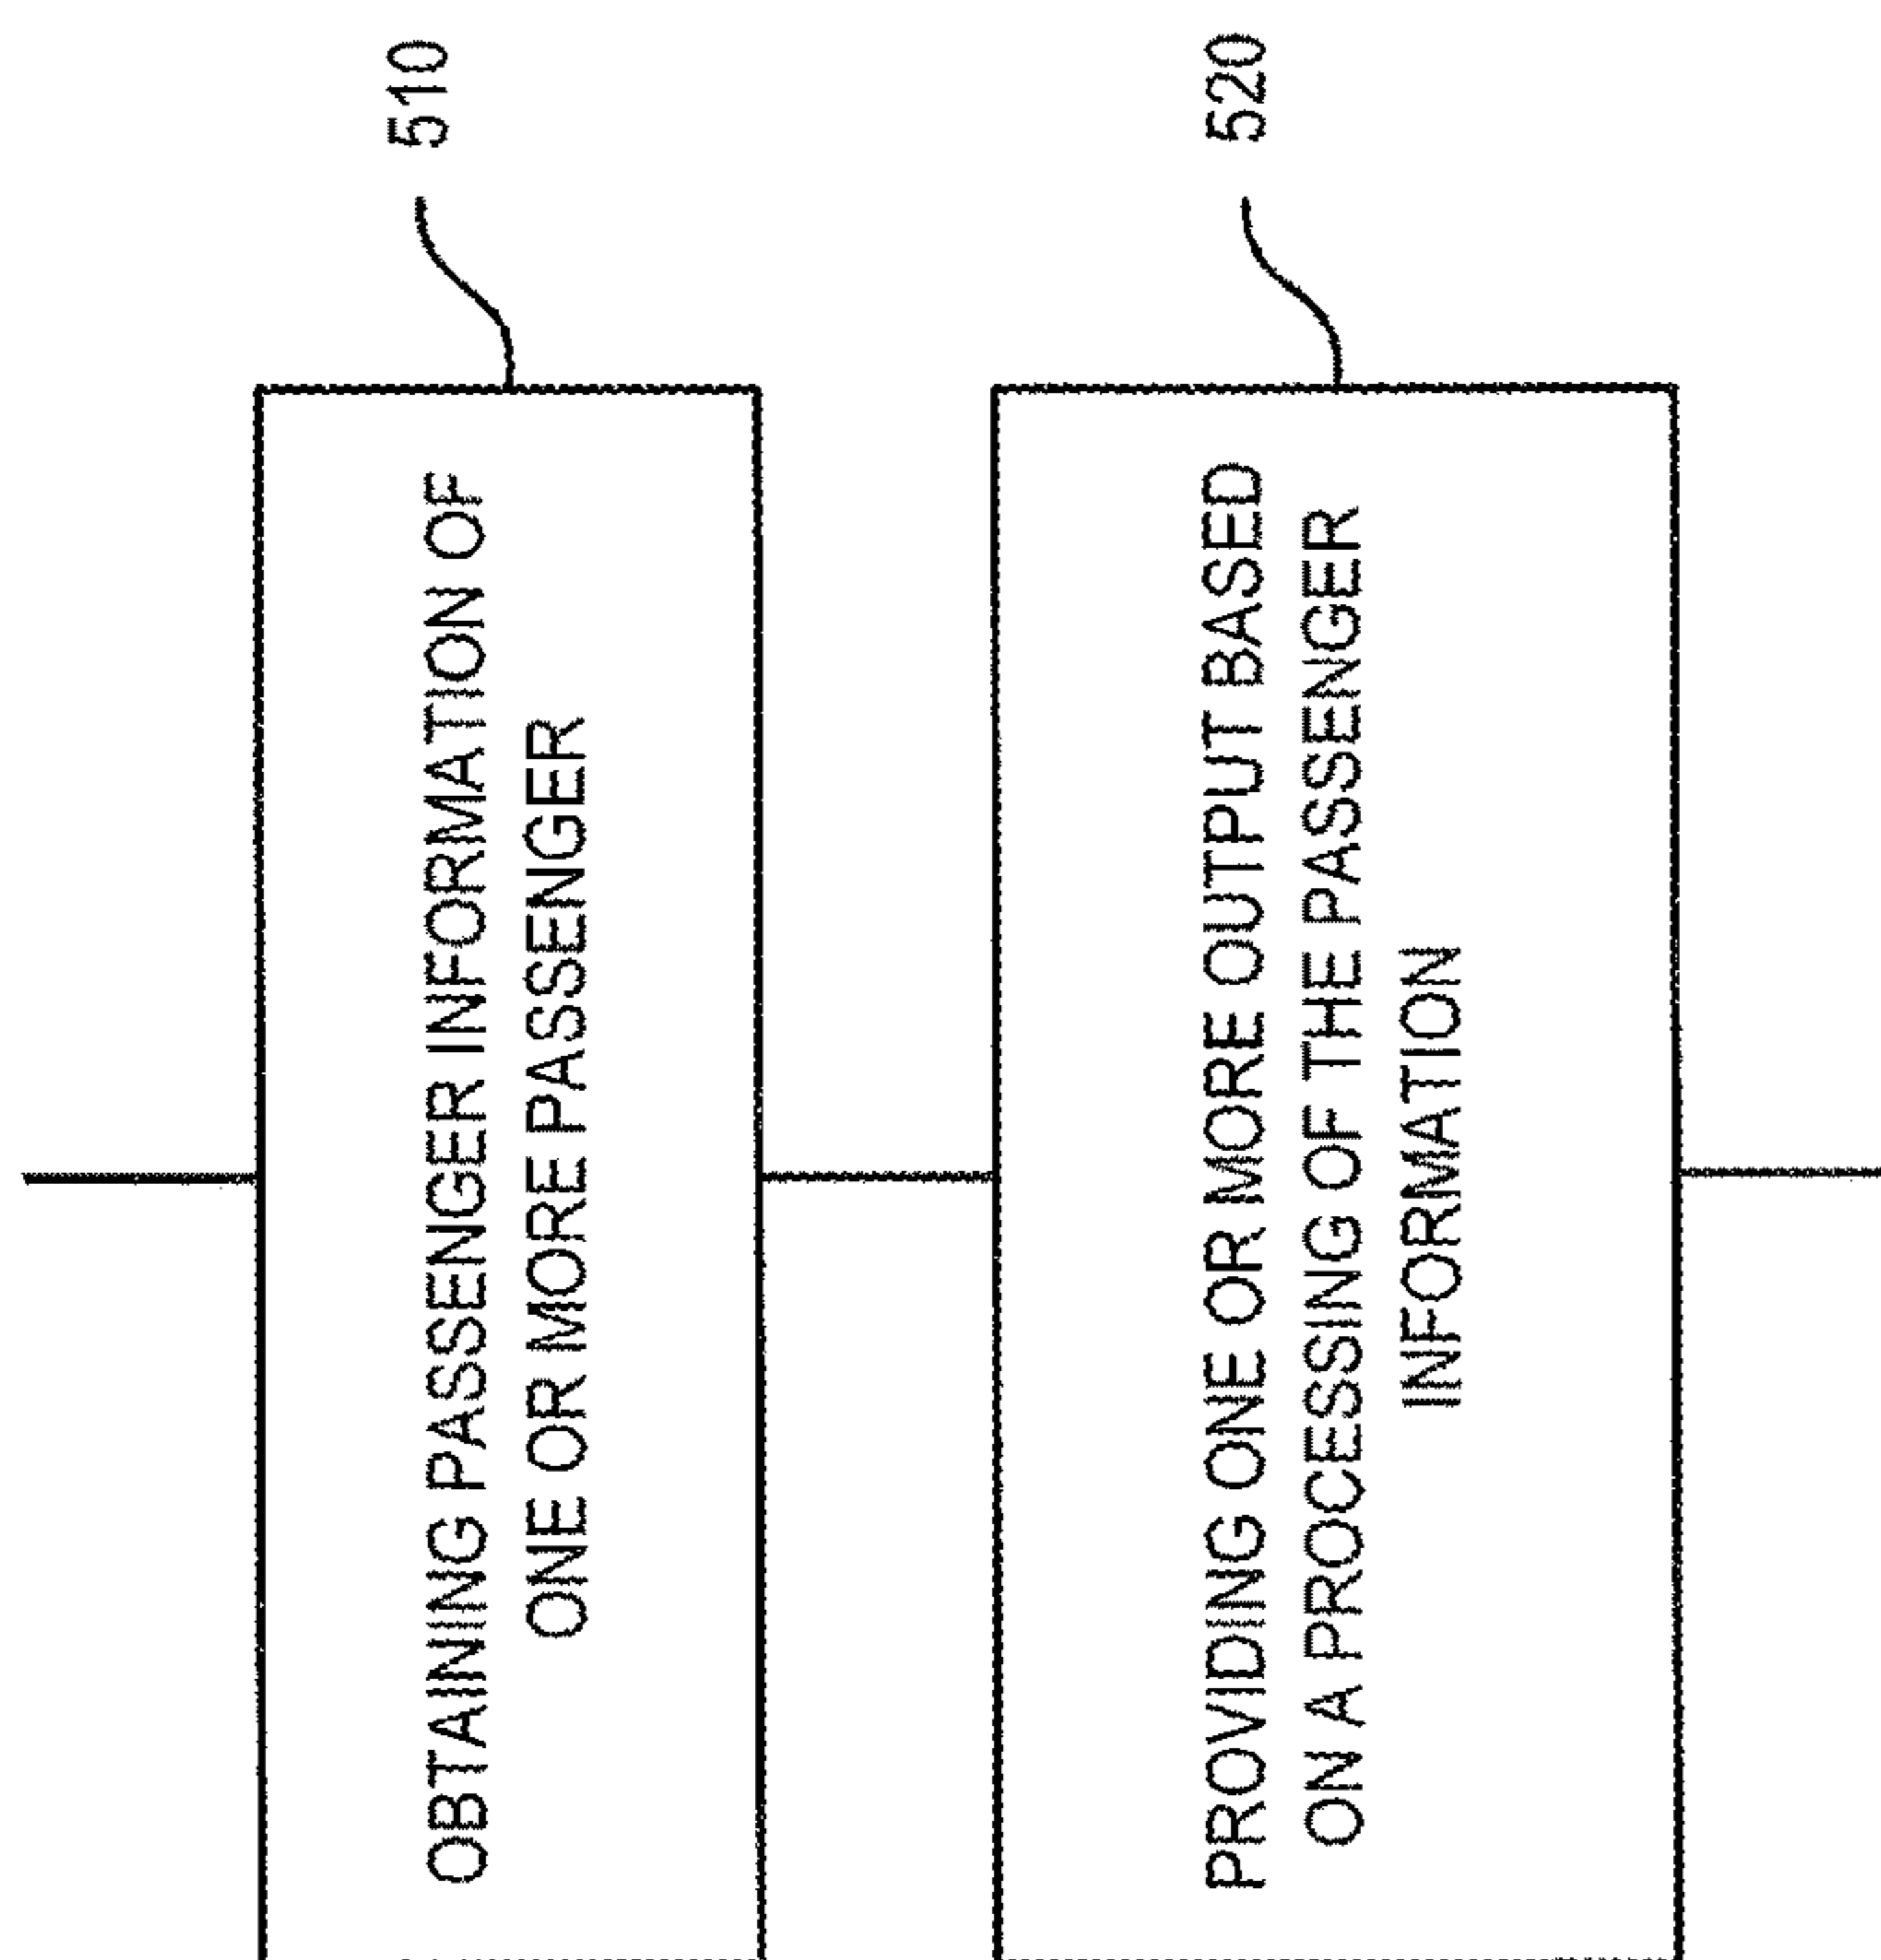 OBTAINING PASSENGER INFORMATION OF
ONE OR MORE PASSENGER
510
PROVIDING ONE OR MORE OUTPUT BASED
ON A PROCESSING OF THE PASSENGER
INFORMATION
520